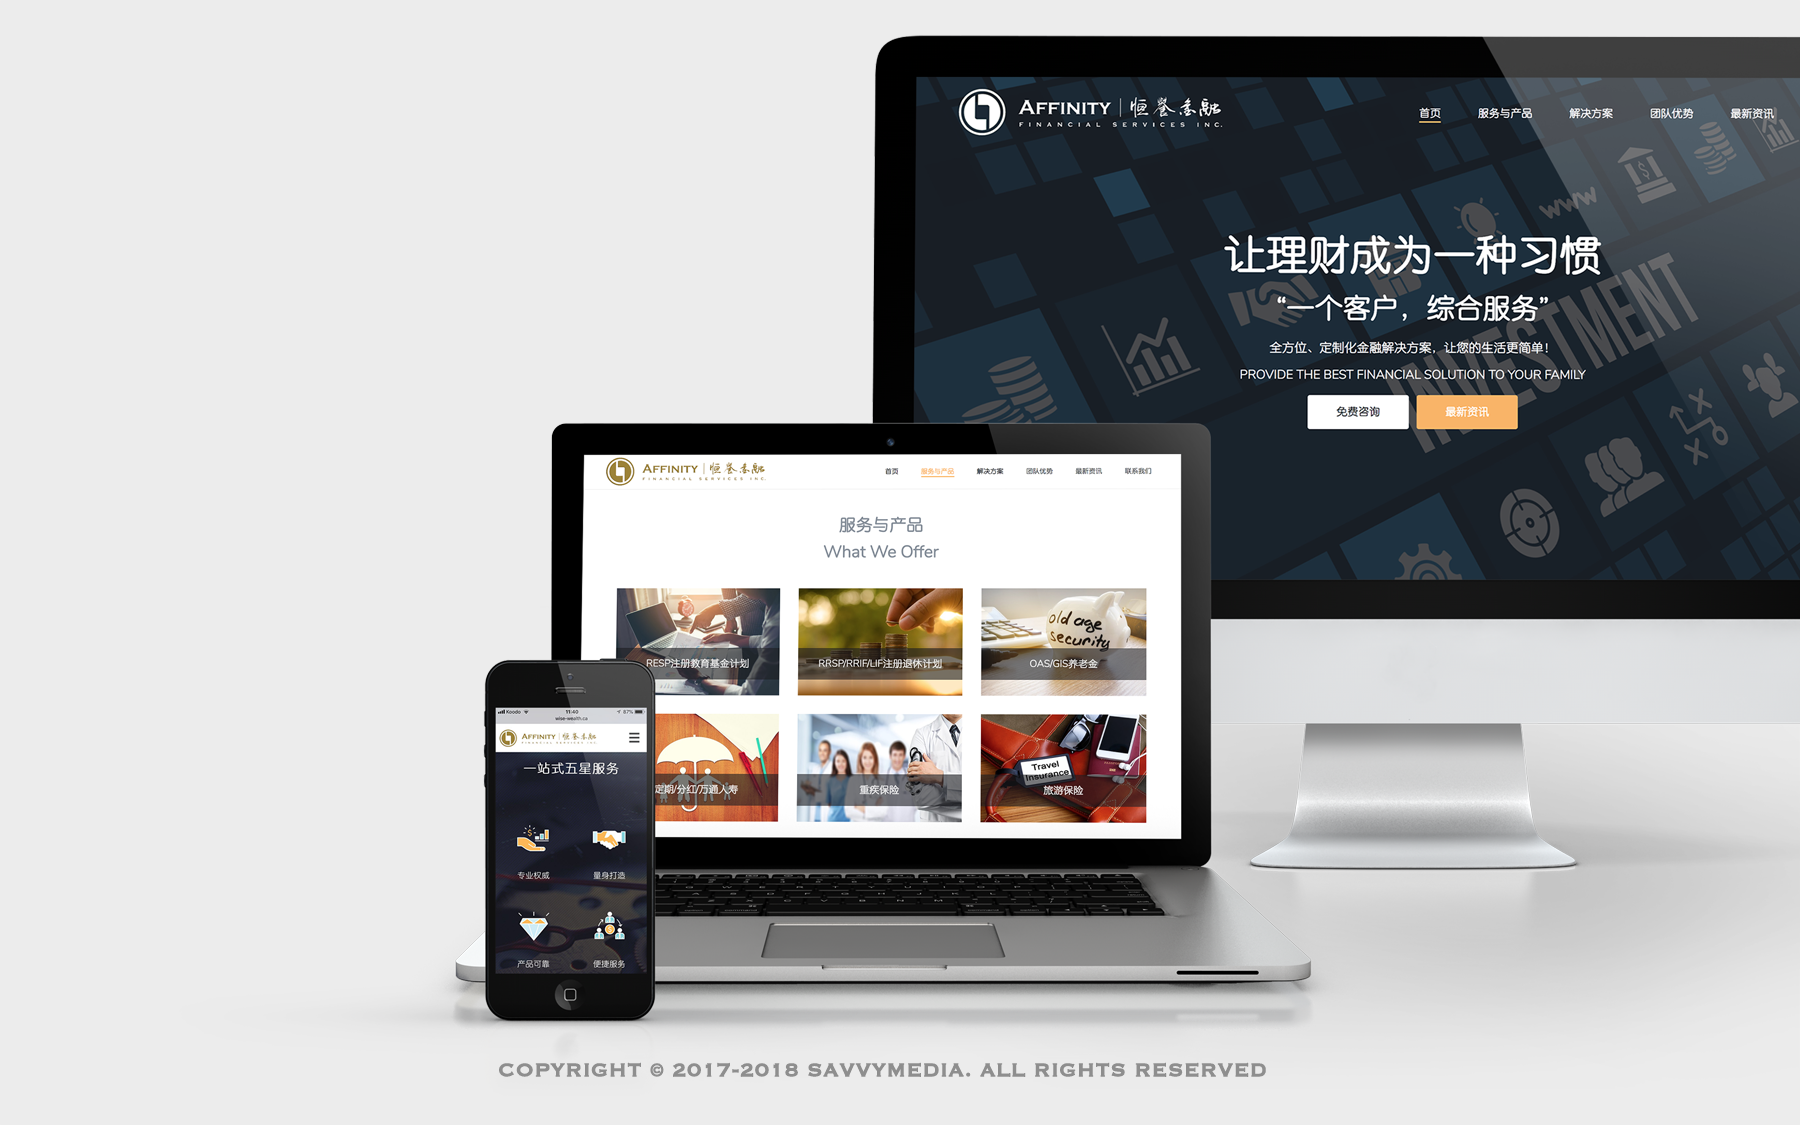 AFFINITY 恒誉金融
FINANCIAL SERVICES INC.
首页 服务与产品 解决方案 团队优势 最新资讯
WWW
INVESTMENT
让理财成为一种习惯
“一个客户，综合服务”
全方位、定制化金融解决方案，让您的生活更简单！
PROVIDE THE BEST FINANCIAL SOLUTION TO YOUR FAMILY
免费咨询 最新资讯
AFFINITY 恒誉金融
FINANCIAL SERVICES INC.
首页 服务与产品 解决方案 团队优势 最新资讯 联系我们
服务与产品
What We Offer
RESP注册教育基金计划
RRSP/RRIF/LIF注册退休计划
old age
security
OAS/GIS养老金
定期/分红/万通人寿
重疾保险
Travel
Insurance
旅游保险
Koodo 11:40 87%
wise-wealth.ca
AFFINITY 恒誉金融
FINANCIAL SERVICES INC.
一站式五星服务
专业权威 量身打造
产品可靠 便捷服务
COPYRIGHT © 2017-2018 SAVVYMEDIA. ALL RIGHTS RESERVED